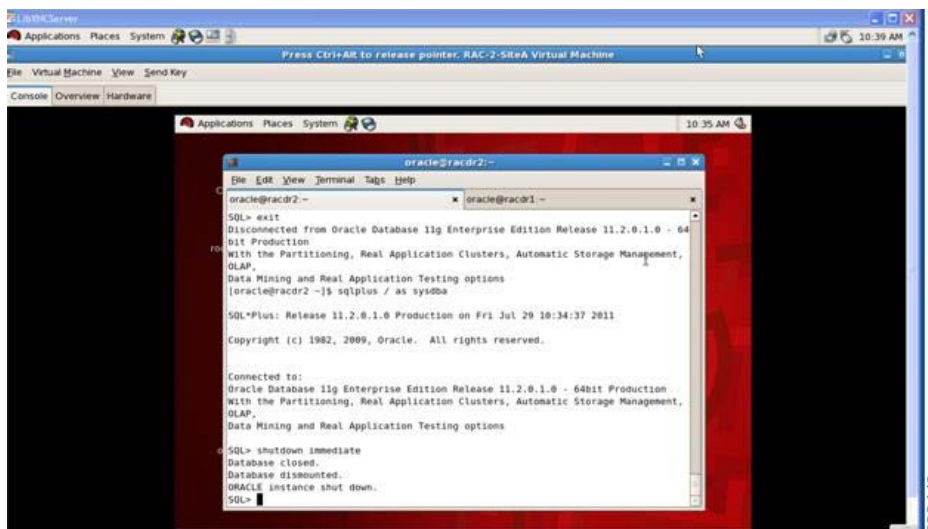 LibVNCServer
Applications Places System 10:39 AM
Press Ctrl+Alt to release pointer. RAC-2-SiteA Virtual Machine
File Virtual Machine View Send Key
Console Overview Hardware
Applications Places System 10:35 AM
oracle@racdr2:~
File Edit View Terminal Tabs Help
oracle@racdr2:~ oracle@racdr1:~
SQL> exit
Disconnected from Oracle Database 11g Enterprise Edition Release 11.2.0.1.0 - 64
bit Production
With the Partitioning, Real Application Clusters, Automatic Storage Management,
OLAP,
Data Mining and Real Application Testing options
[oracle@racdr2 ~]$ sqlplus / as sysdba
SQL*Plus: Release 11.2.0.1.0 Production on Fri Jul 29 10:34:37 2011
Copyright (c) 1982, 2009, Oracle. All rights reserved.
Connected to:
Oracle Database 11g Enterprise Edition Release 11.2.0.1.0 - 64bit Production
With the Partitioning, Real Application Clusters, Automatic Storage Management,
OLAP,
Data Mining and Real Application Testing options
SQL> shutdown immediate
Database closed.
Database dismounted.
ORACLE instance shut down.
SQL>